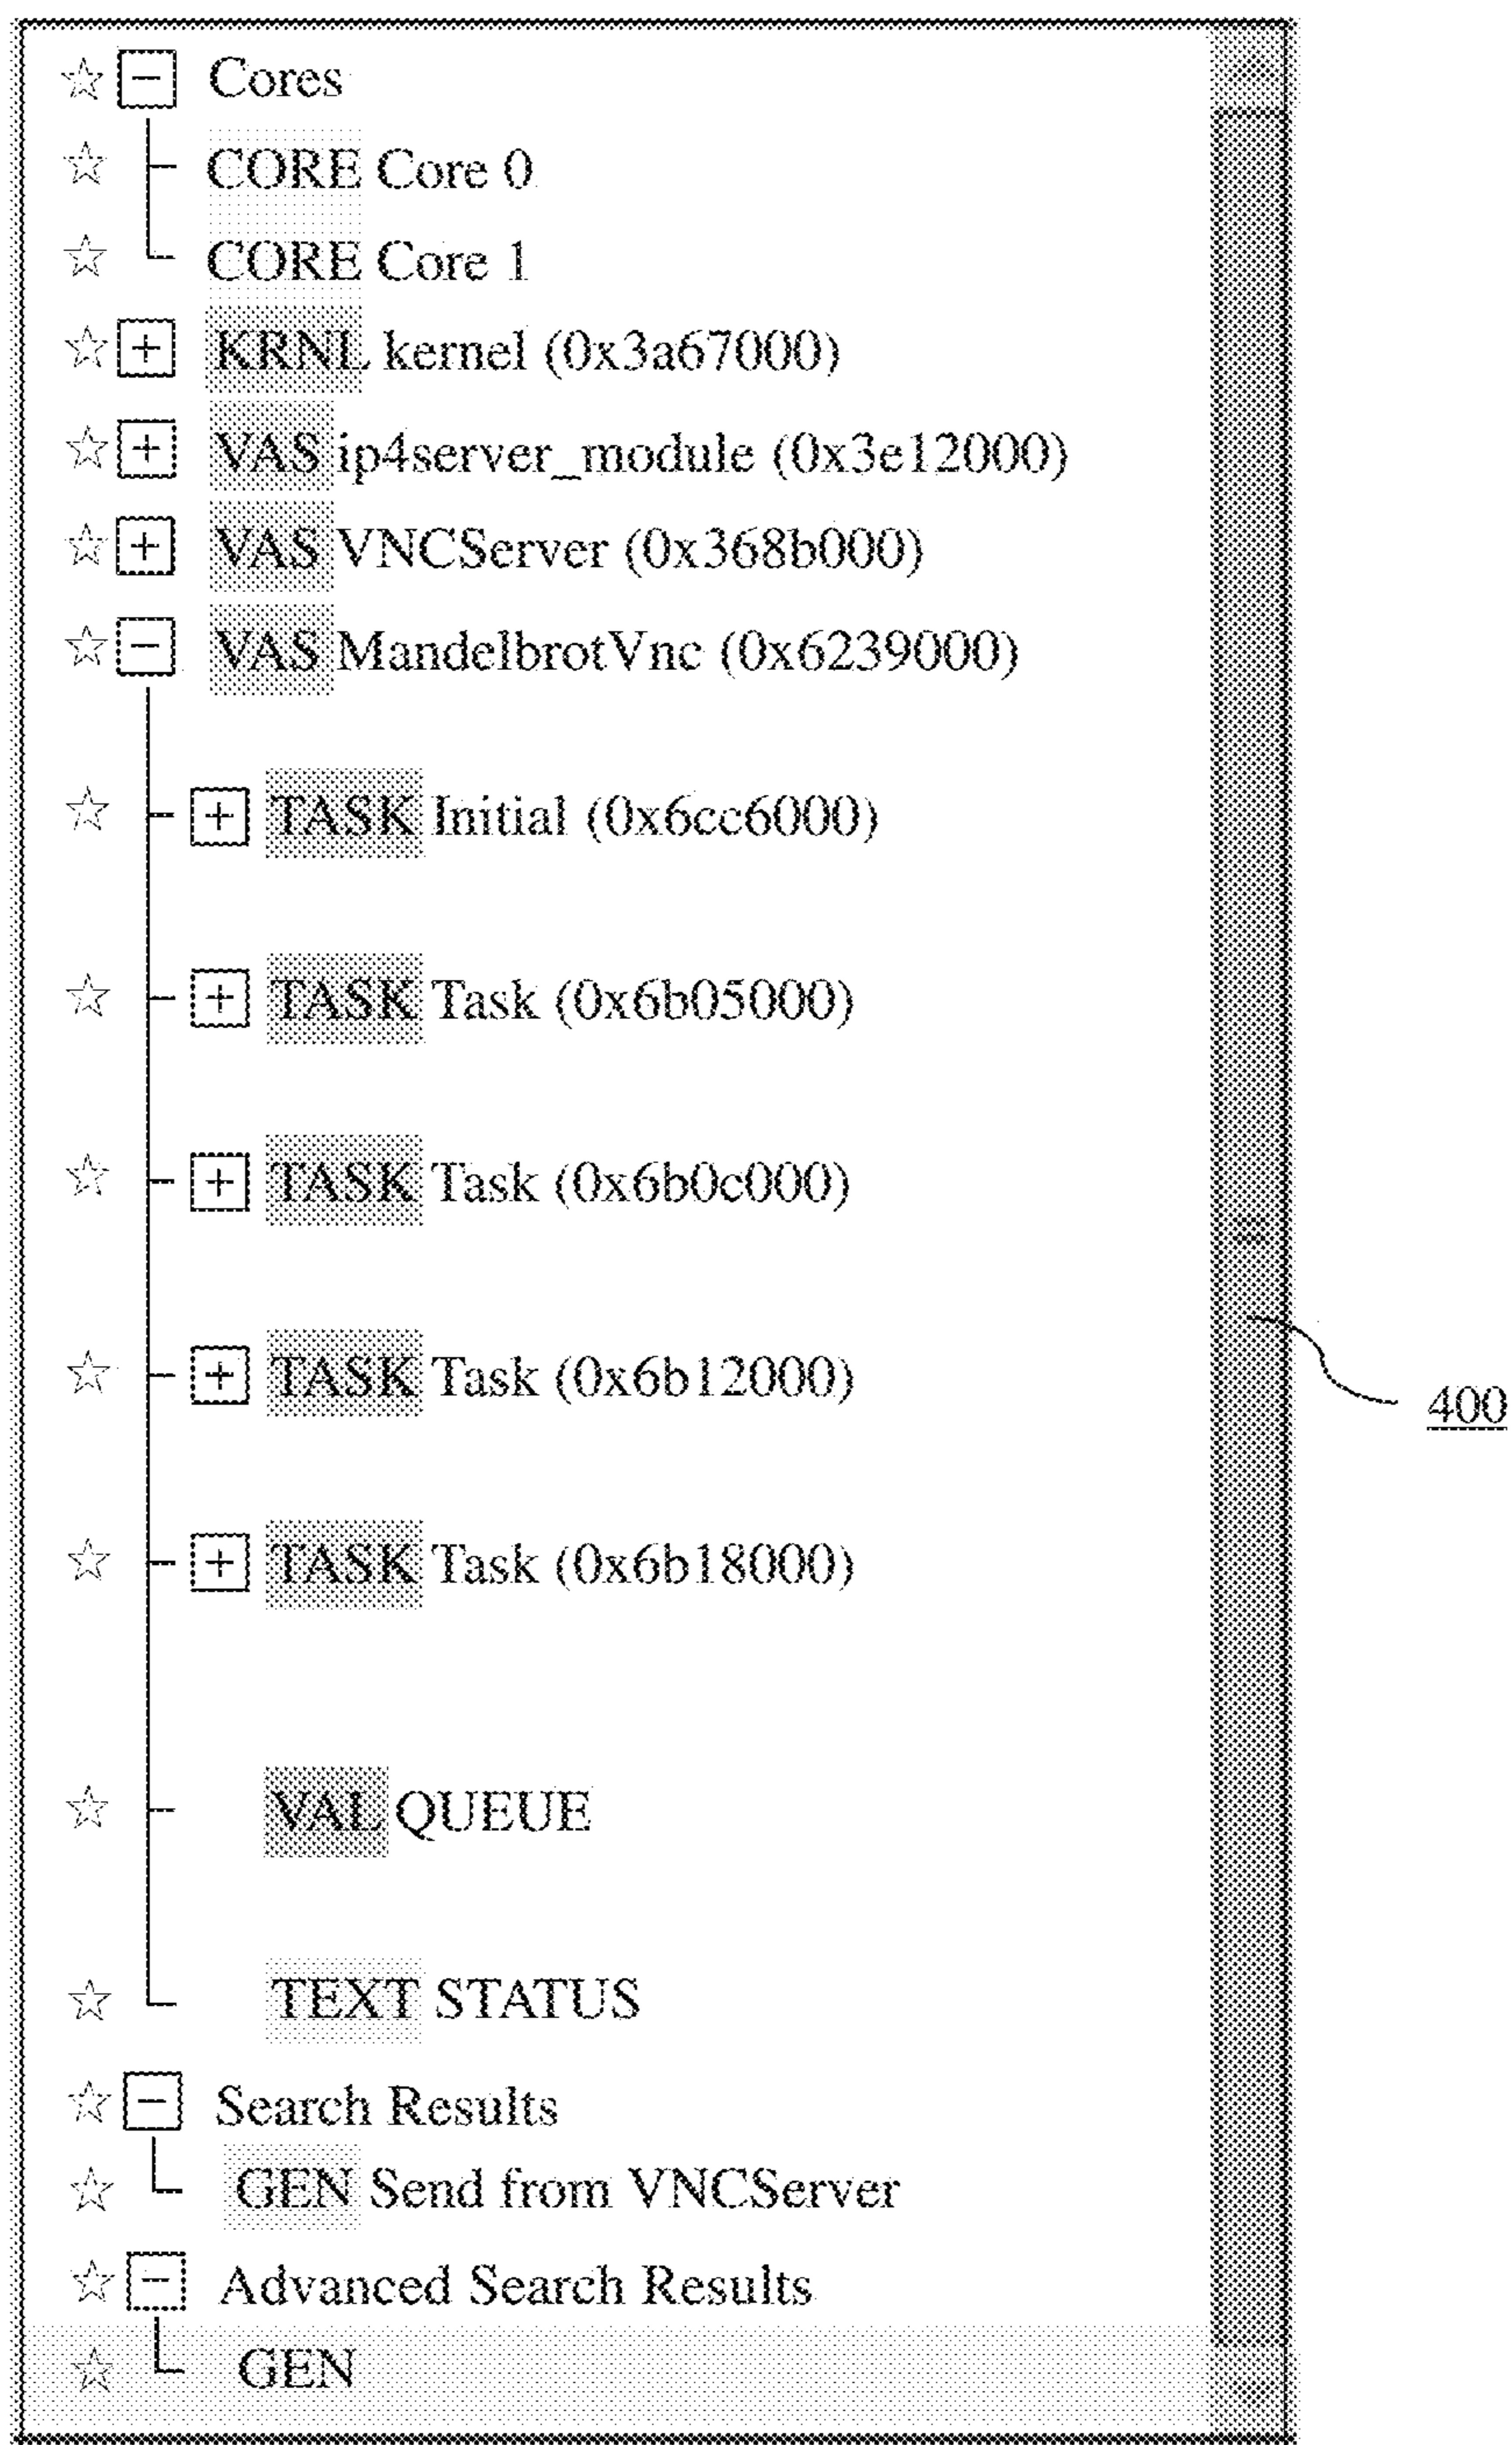 Cores
CORE Core 0
CORE Core 1
KRNL kernel (0x3a67000)
VAS ip4server_module (0x3e12000)
VAS VNCServer (0x368b000)
VAS MandelbrotVnc (0x6239000)
TASK Initial (0x6cc6000)
TASK Task (0x6b05000)
TASK Task (0x6b0c000)
TASK Task (0x6b12000)
400
TASK Task (0x6b18000)
VAL QUEUE
TEXT STATUS
Search Results
GEN Send from VNCServer
Advanced Search Results
GEN